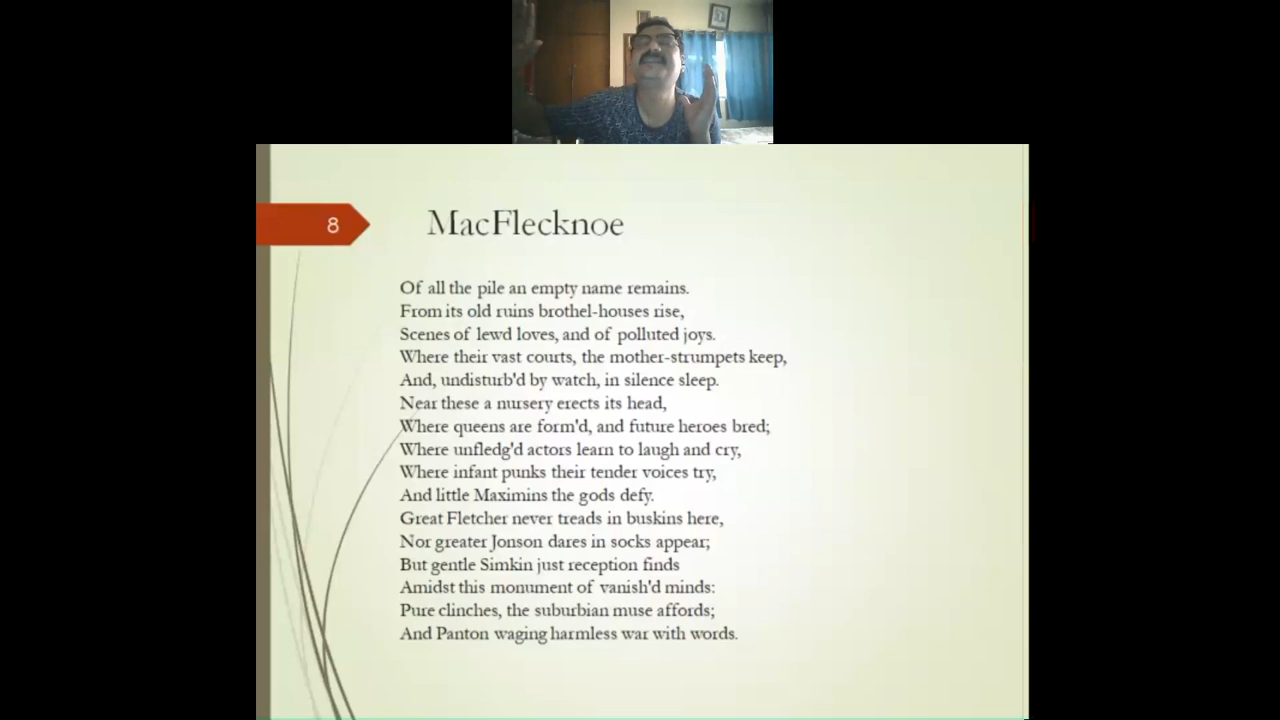 8
MacFlecknoe
Of all the pile an empty name remains.
From its old ruins brothel-houses rise,
Scenes of lewd loves, and of polluted joys.
Where their vast courts, the mother-strumpets keep,
And, undisturb'd by watch, in silence sleep.
Near these a nursery erects its head,
Where queens are form'd, and future heroes bred;
Where unfledg'd actors learn to laugh and cry,
Where infant punks their tender voices try,
And little Maximins the gods defy.
Great Fletcher never treads in buskins here,
Nor greater Jonson dares in socks appear;
But gentle Simkin just reception finds
Amidst this monument of vanish'd minds:
Pure clinches, the suburbian muse affords;
And Panton waging harmless war with words.